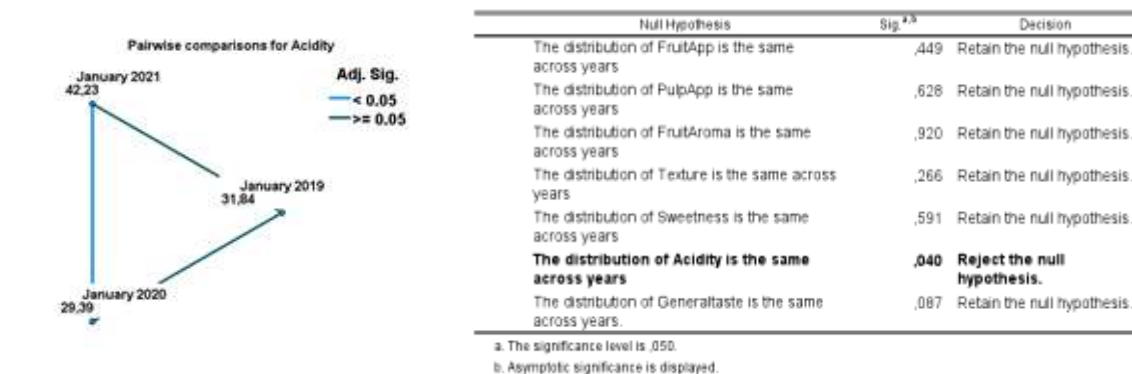 Pairwise comparisons for Acidity
January 2021
42,23
Adj. Sig.
< 0.05
>= 0.05
January 2019
31,84
January 2020
29,39
Null Hypothesis Sig.a,b Decision
The distribution of FruitApp is the same ,449 Retain the null hypothesis.
across years
The distribution of PulpApp is the same ,628 Retain the null hypothesis.
across years
The distribution of FruitAroma is the same ,920 Retain the null hypothesis.
across years
The distribution of Texture is the same across ,266 Retain the null hypothesis.
years
The distribution of Sweetness is the same ,591 Retain the null hypothesis.
across years
The distribution of Acidity is the same ,040 Reject the null
across years hypothesis.
The distribution of Generaltaste is the same ,087 Retain the null hypothesis.
across years.
a. The significance level is ,050.
b. Asymptotic significance is displayed.